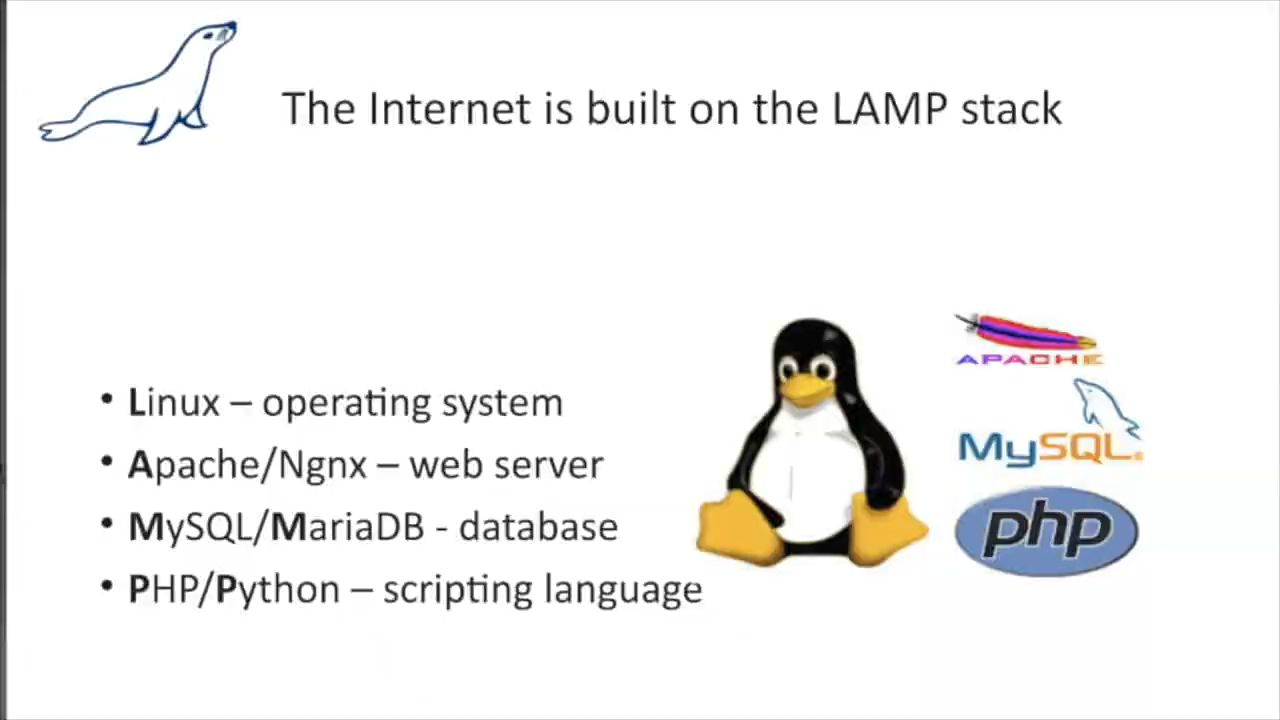 The Internet is built on the LAMP stack
• Linux – operating system
• Apache/Ngnx – web server
• MySQL/MariaDB - database
• PHP/Python – scripting language
APACHE
MySQL®
php